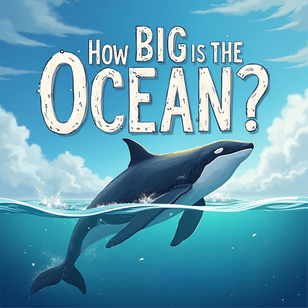 How BIG is the
Ocean?